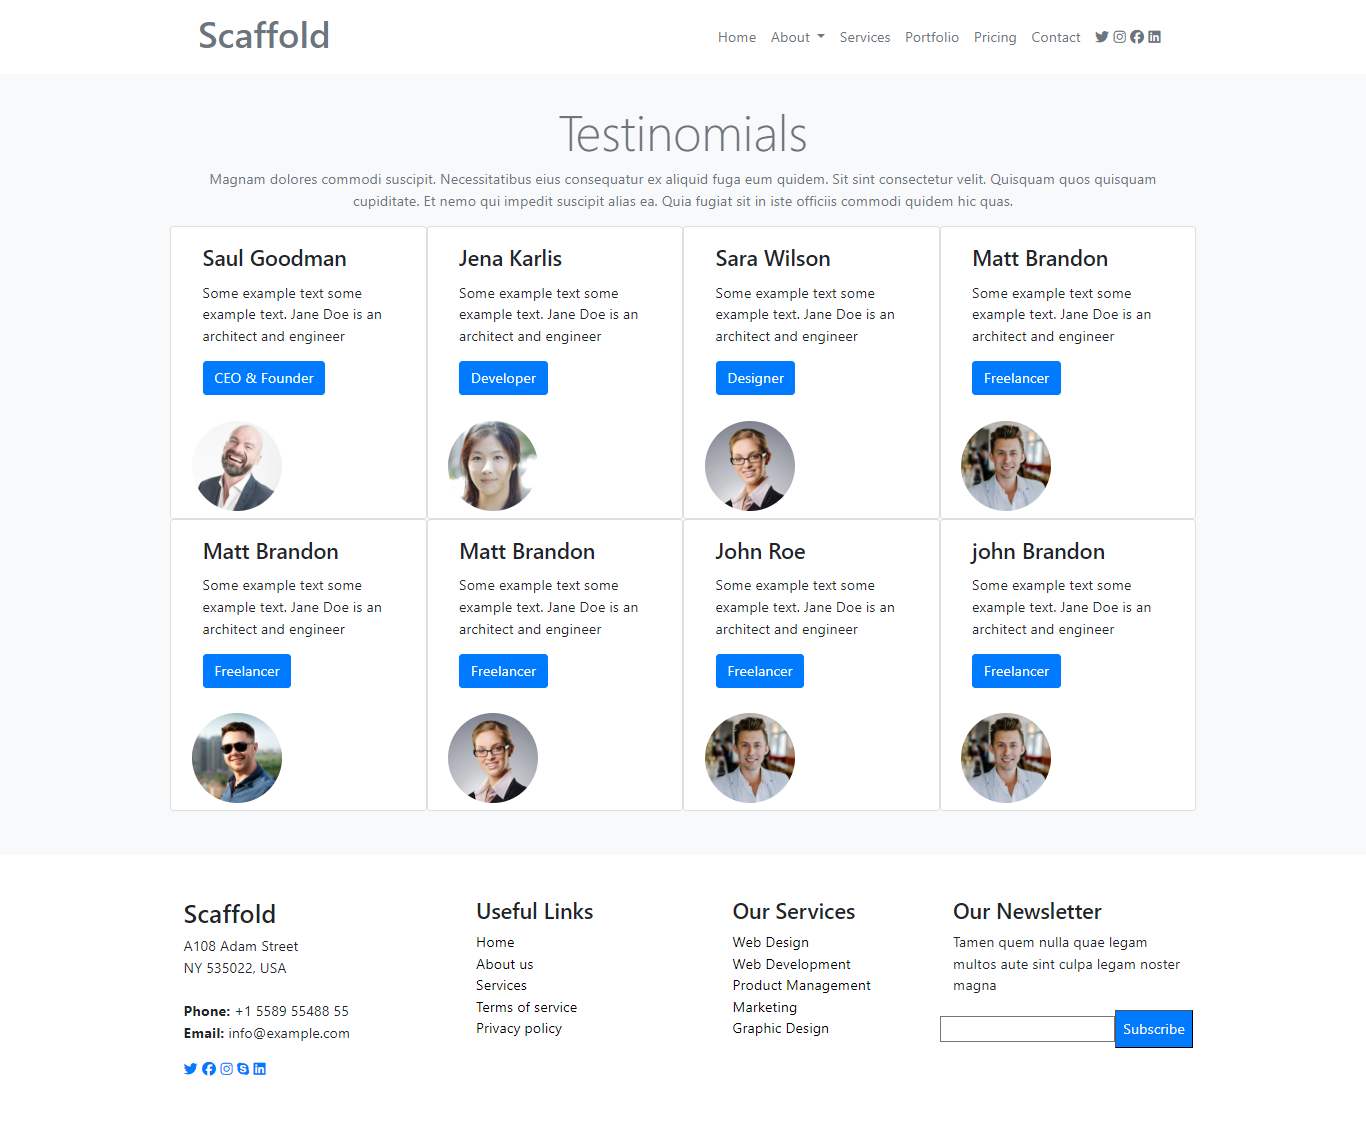 Scaffold
Home About Services Portfolio Pricing Contact
Testinomials
Magnam dolores commodi suscipit. Necessitatibus eius consequatur ex aliquid fuga eum quidem. Sit sint consectetur velit. Quisquam quos quisquam
cupiditate. Et nemo qui impedit suscipit alias ea. Quia fugiat sit in iste officiis commodi quidem hic quas.
Saul Goodman
Some example text some
example text. Jane Doe is an
architect and engineer
CEO & Founder
Jena Karlis
Some example text some
example text. Jane Doe is an
architect and engineer
Developer
Sara Wilson
Some example text some
example text. Jane Doe is an
architect and engineer
Designer
Matt Brandon
Some example text some
example text. Jane Doe is an
architect and engineer
Freelancer
Matt Brandon
Some example text some
example text. Jane Doe is an
architect and engineer
Freelancer
Matt Brandon
Some example text some
example text. Jane Doe is an
architect and engineer
Freelancer
John Roe
Some example text some
example text. Jane Doe is an
architect and engineer
Freelancer
john Brandon
Some example text some
example text. Jane Doe is an
architect and engineer
Freelancer
Scaffold
A108 Adam Street
NY 535022, USA
Phone: +1 5589 55488 55
Email: info@example.com
Useful Links
Home
About us
Services
Terms of service
Privacy policy
Our Services
Web Design
Web Development
Product Management
Marketing
Graphic Design
Our Newsletter
Tamen quem nulla quae legam
multos aute sint culpa legam noster
magna
Subscribe